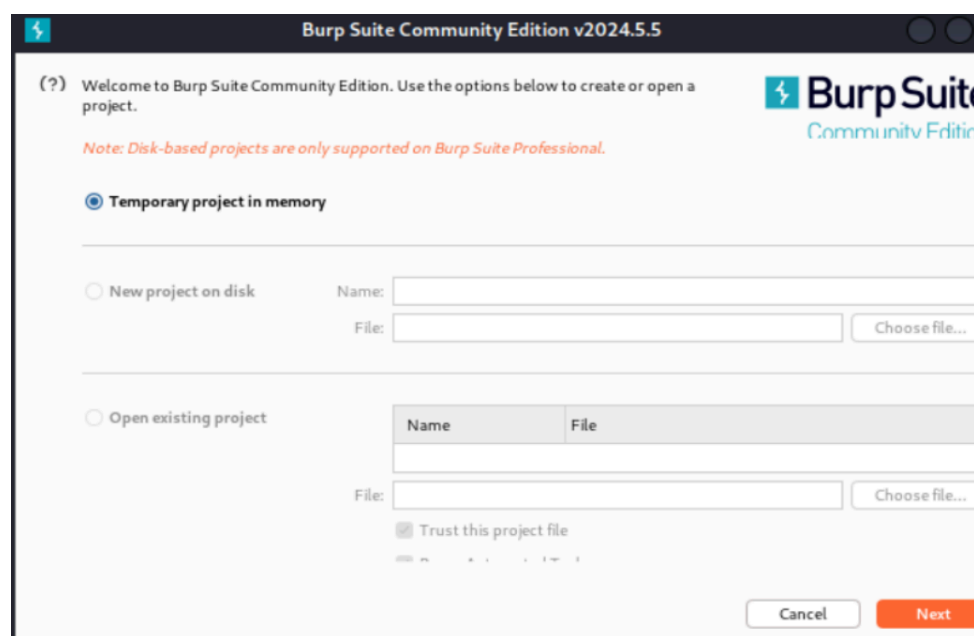 Burp Suite Community Edition v2024.5.5
(?) Welcome to Burp Suite Community Edition. Use the options below to create or open a
project.
Burp Suite
Community Edition
Note: Disk-based projects are only supported on Burp Suite Professional.
Temporary project in memory
New project on disk Name:
File: Choose file...
Open existing project Name File
File: Choose file...
Trust this project file
Cancel Next